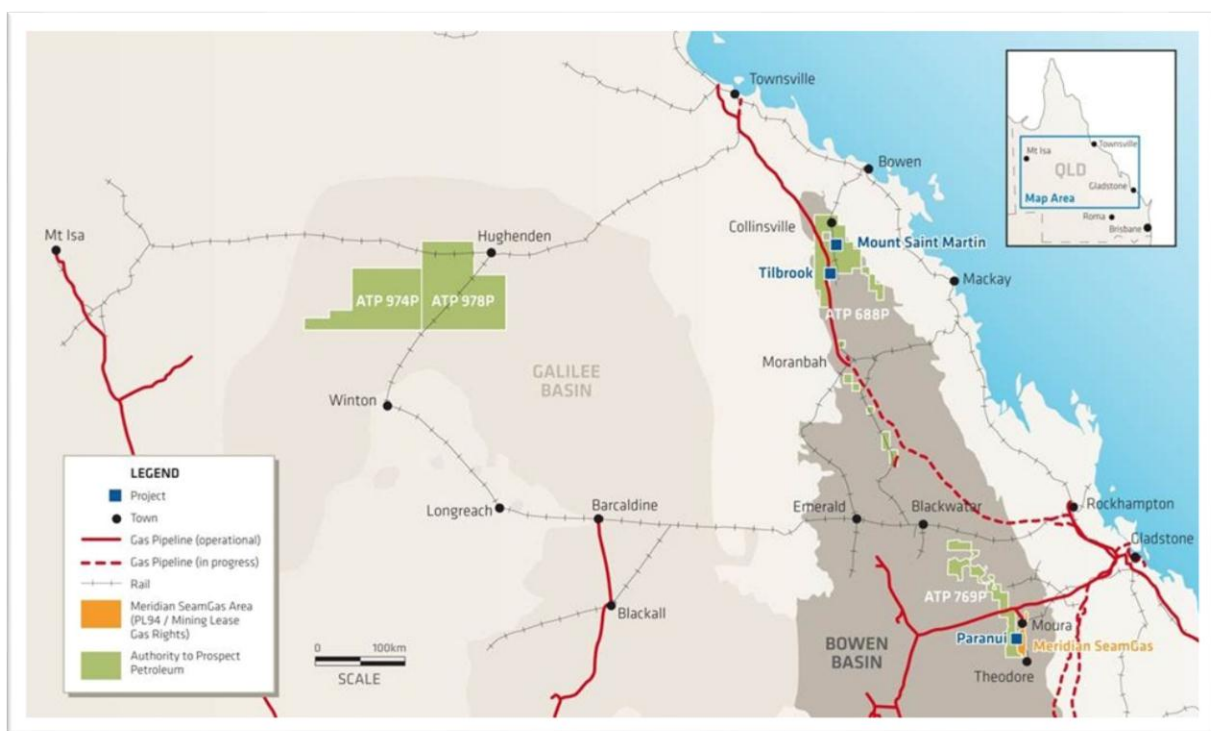 Townsville
Bowen
Collinsville
Mount Saint Martin
Tilbrook
Mackay
ATP 688P
Moranbah
Mt Isa
Hughenden
ATP 974P
ATP 978P
GALILEE
BASIN
Winton
Longreach
Barcaldine
Emerald
Blackwater
Rockhampton
Gladstone
Blackall
ATP 769P
Moura
Paranui
Meridian SeamGas
BOWEN
BASIN
Theodore
Mt Isa
Townsville
QLD
Gladstone
Map Area
Roma
Brisbane
LEGEND
Project
Town
Gas Pipeline (operational)
Gas Pipeline (in progress)
Rail
Meridian SeamGas Area
(PL94 / Mining Lease
Gas Rights)
Authority to Prospect
Petroleum
0 100km
SCALE